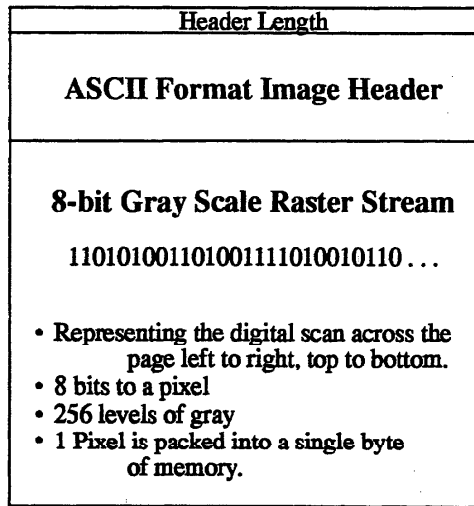 Header Length
ASCII Format Image Header
8-bit Gray Scale Raster Stream
110101001101001111010010110 . . .
• Representing the digital scan across the
page left to right, top to bottom.
• 8 bits to a pixel
• 256 levels of gray
• 1 Pixel is packed into a single byte
of memory.